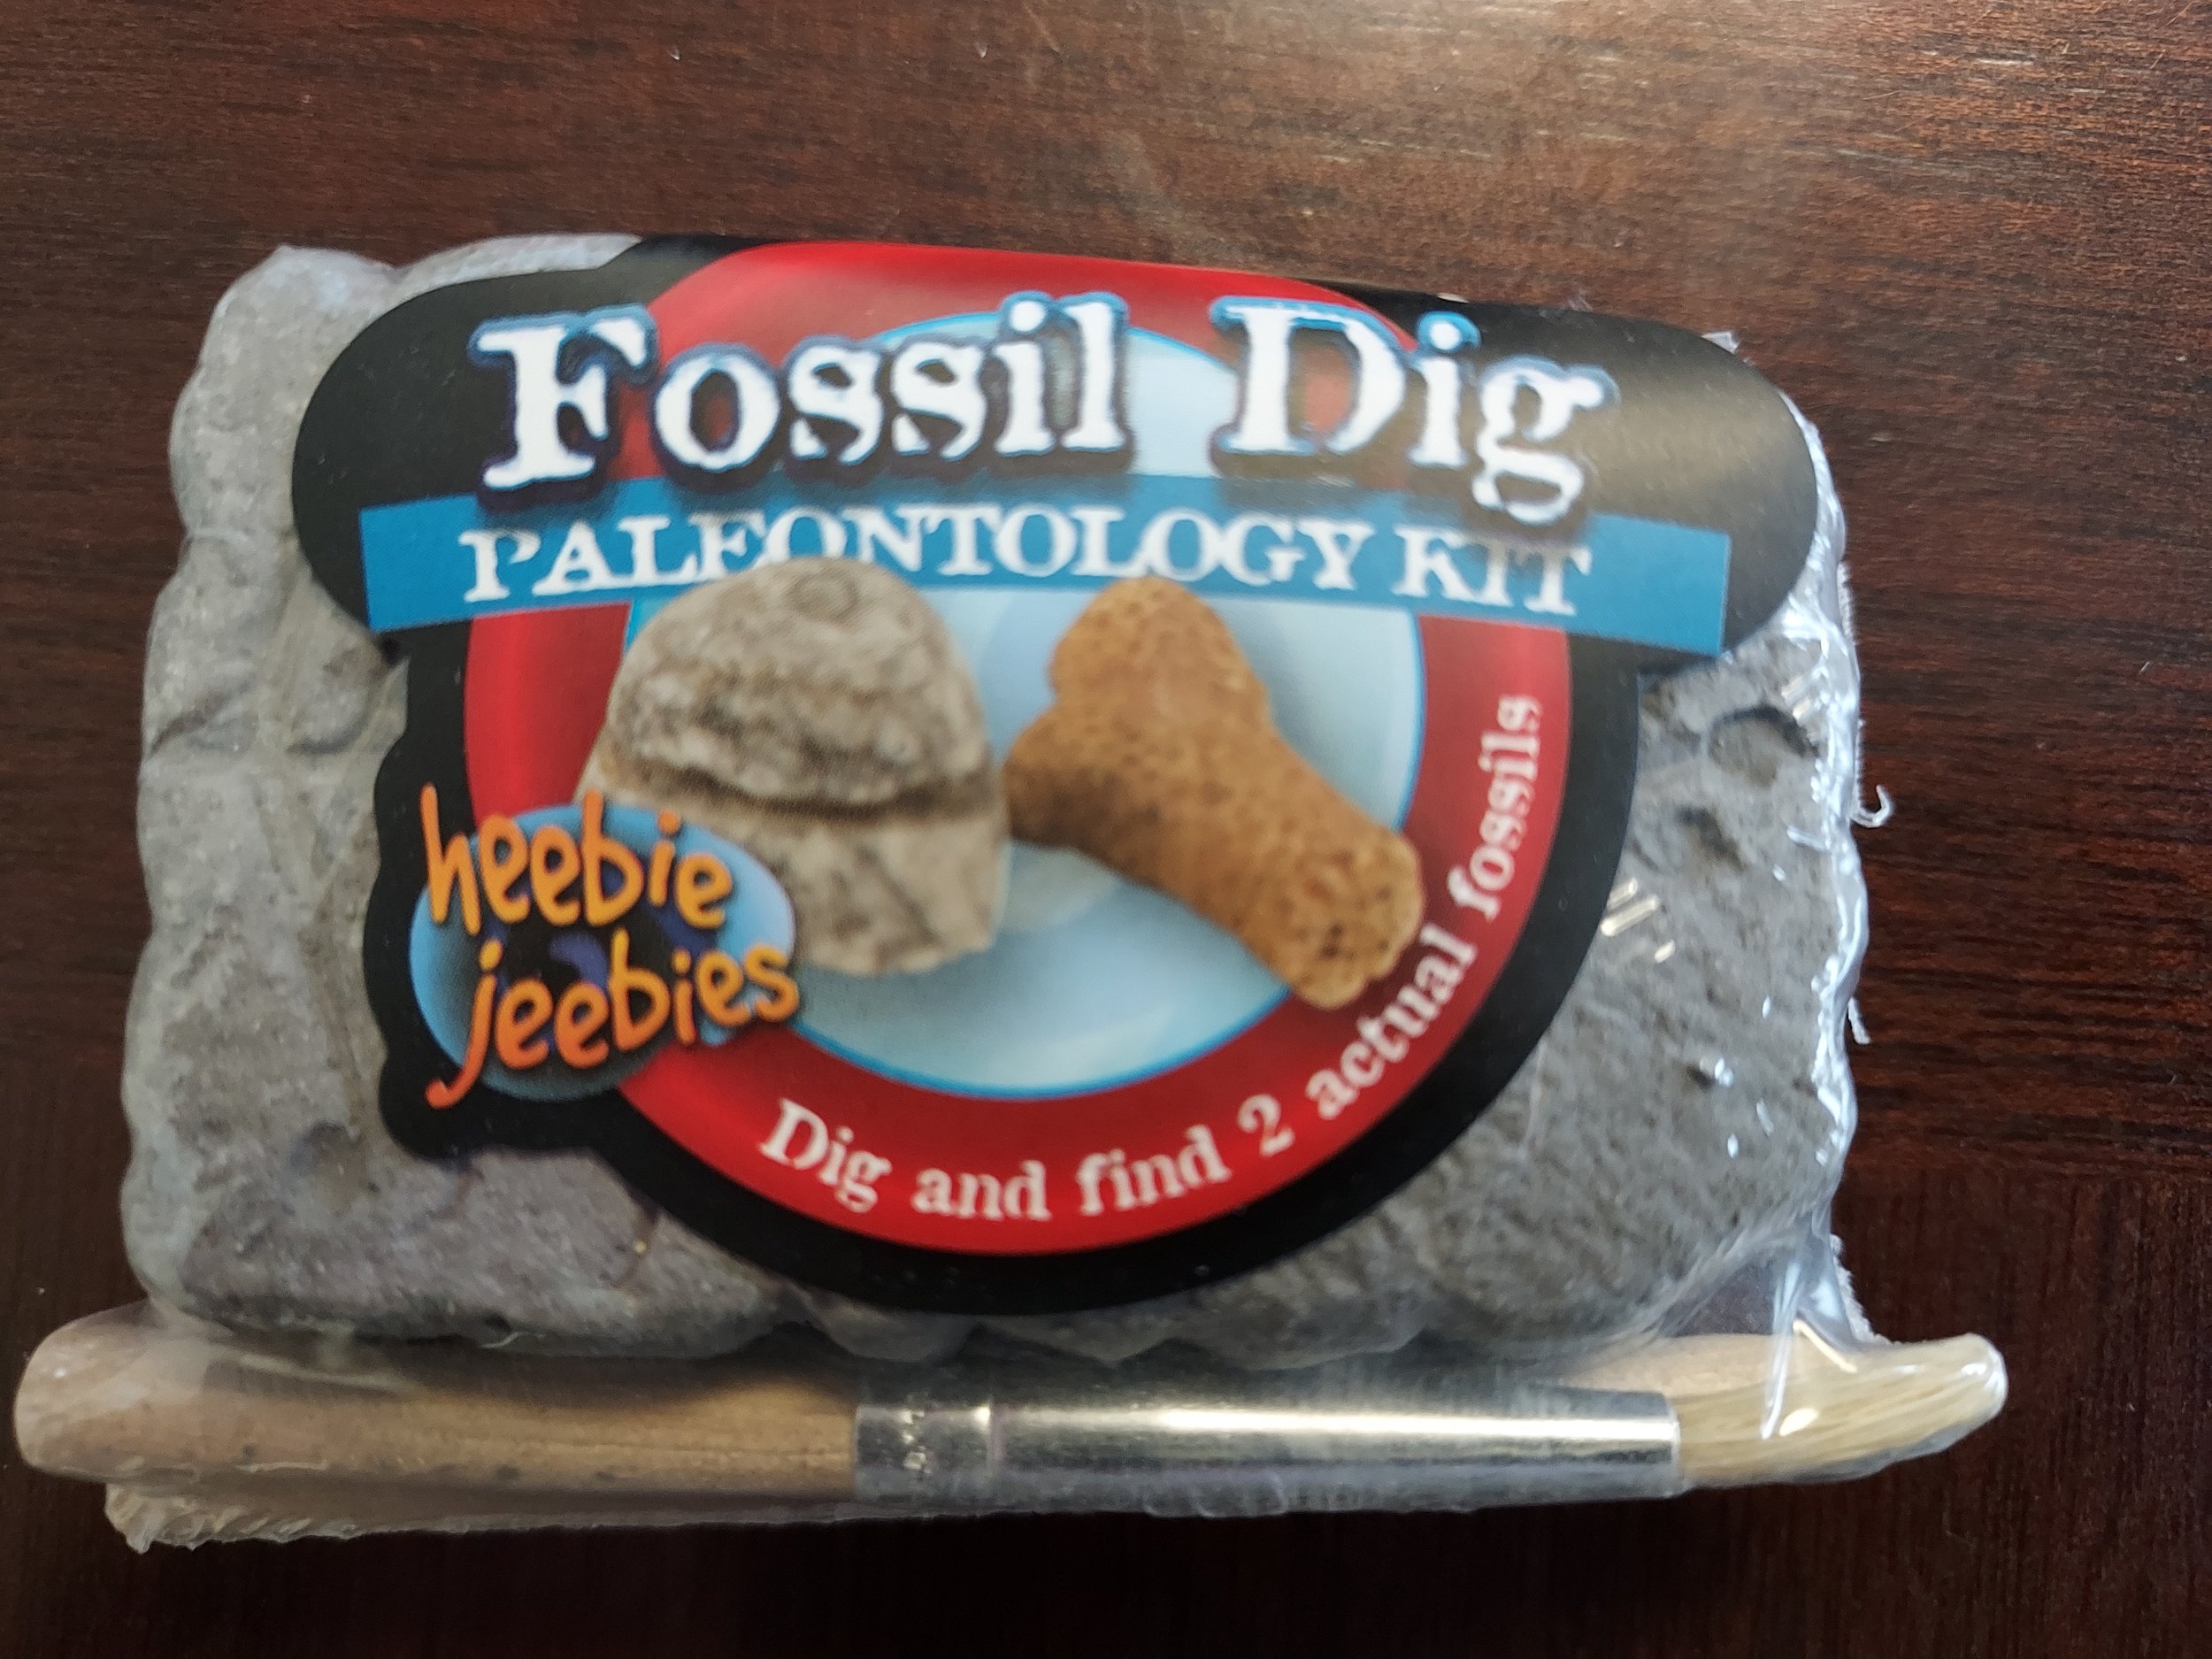 Fossil Dig
PALEONTOLOGY KIT
heebie
jeebies
Dig and find 2 actual fossils